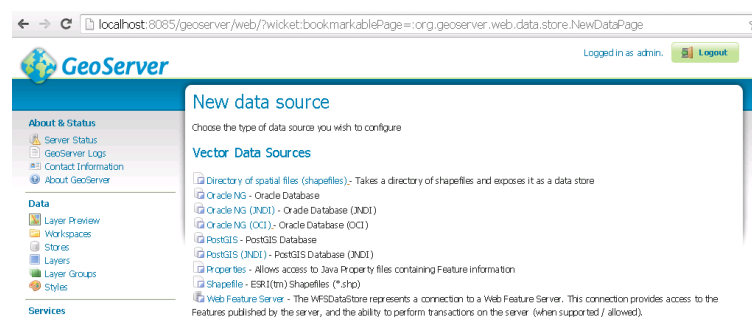 localhost:8085/geoserver/web/?wicket:bookmarkablePage=:org.geoserver.web.data.store.NewDataPage
Logged in as admin. Logout
GeoServer
New data source
Choose the type of data source you wish to configure
Vector Data Sources
Directory of spatial files (shapefiles) - Takes a directory of shapefiles and exposes it as a data store
Oracle NG - Oracle Database
Oracle NG (JNDI) - Oracle Database (JNDI)
Oracle NG (OCI) - Oracle Database (OCI)
PostGIS - PostGIS Database
PostGIS (JNDI) - PostGIS Database (JNDI)
Properties - Allows access to Java Property files containing Feature information
Shapefile - ESRI(tm) Shapefiles (*.shp)
Web Feature Server - The WFSDataStore represents a connection to a Web Feature Server. This connection provides access to the
Features published by the server, and the ability to perform transactions on the server (when supported / allowed).
About & Status
Server Status
GeoServer Logs
Contact Information
About GeoServer
Data
Layer Preview
Workspaces
Stores
Layers
Layer Groups
Styles
Services